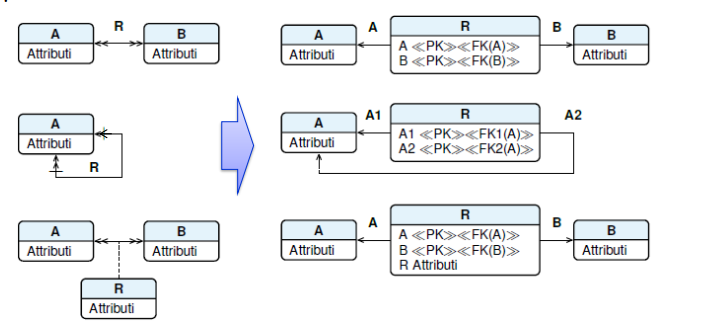 R
A
Attributi
B
Attributi
A
Attributi
R
A
Attributi
B
Attributi
R
Attributi
A
Attributi
A
R
A ≪PK≫≪FK(A)≫
B ≪PK≫≪FK(B)≫
B
B
Attributi
A
Attributi
A1
R
A1 ≪PK≫≪FK1(A)≫
A2 ≪PK≫≪FK2(A)≫
A2
A
Attributi
A
R
A ≪PK≫≪FK(A)≫
B ≪PK≫≪FK(B)≫
R Attributi
B
B
Attributi